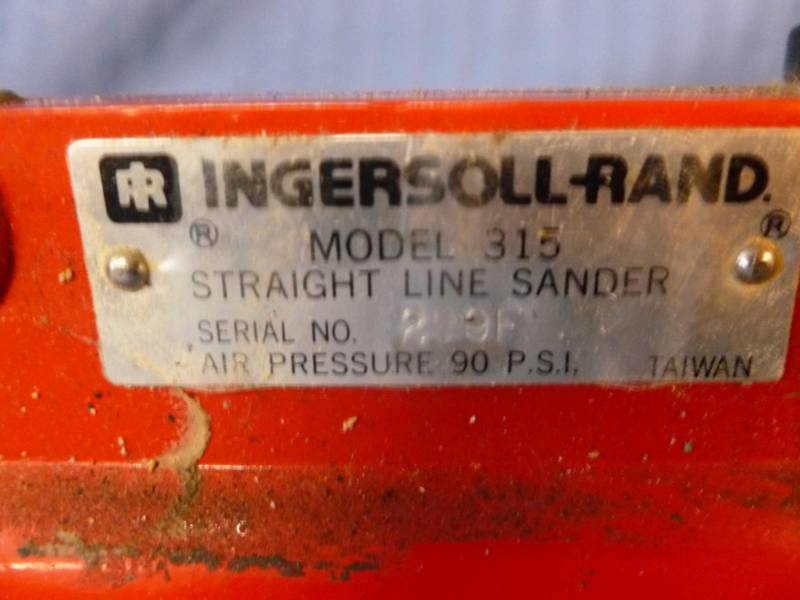 IR INGERSOLL-RAND.
® ®
MODEL 315
STRAIGHT LINE SANDER
SERIAL NO.
AIR PRESSURE 90 P.S.I. TAIWAN